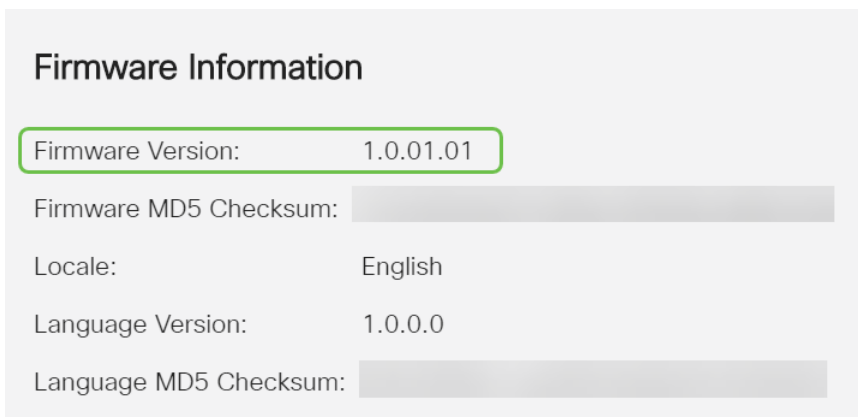 Firmware Information
Firmware Version: 1.0.01.01
Firmware MD5 Checksum:
Locale: English
Language Version: 1.0.0.0
Language MD5 Checksum: